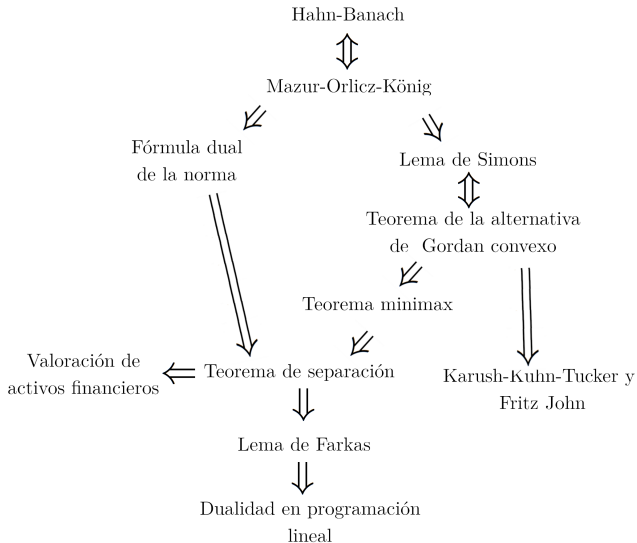 Hahn-Banach
Mazur-Orlicz-König
Fórmula dual
de la norma
Lema de Simons
Teorema de la alternativa
de Gordan convexo
Teorema minimax
Valoración de
activos financieros
Teorema de separación
Karush-Kuhn-Tucker y
Fritz John
Lema de Farkas
Dualidad en programación
lineal